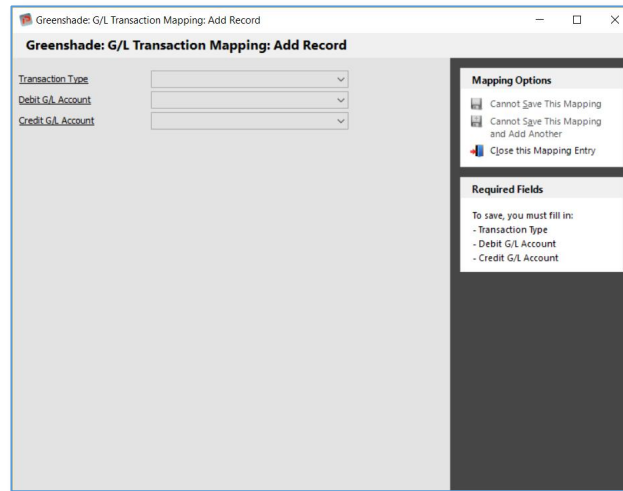 Greenshade: G/L Transaction Mapping: Add Record
Greenshade: G/L Transaction Mapping: Add Record
Transaction Type
Debit G/L Account
Credit G/L Account
Mapping Options
Cannot Save This Mapping
Cannot Save This Mapping
and Add Another
Close this Mapping Entry
Required Fields
To save, you must fill in:
- Transaction Type
- Debit G/L Account
- Credit G/L Account